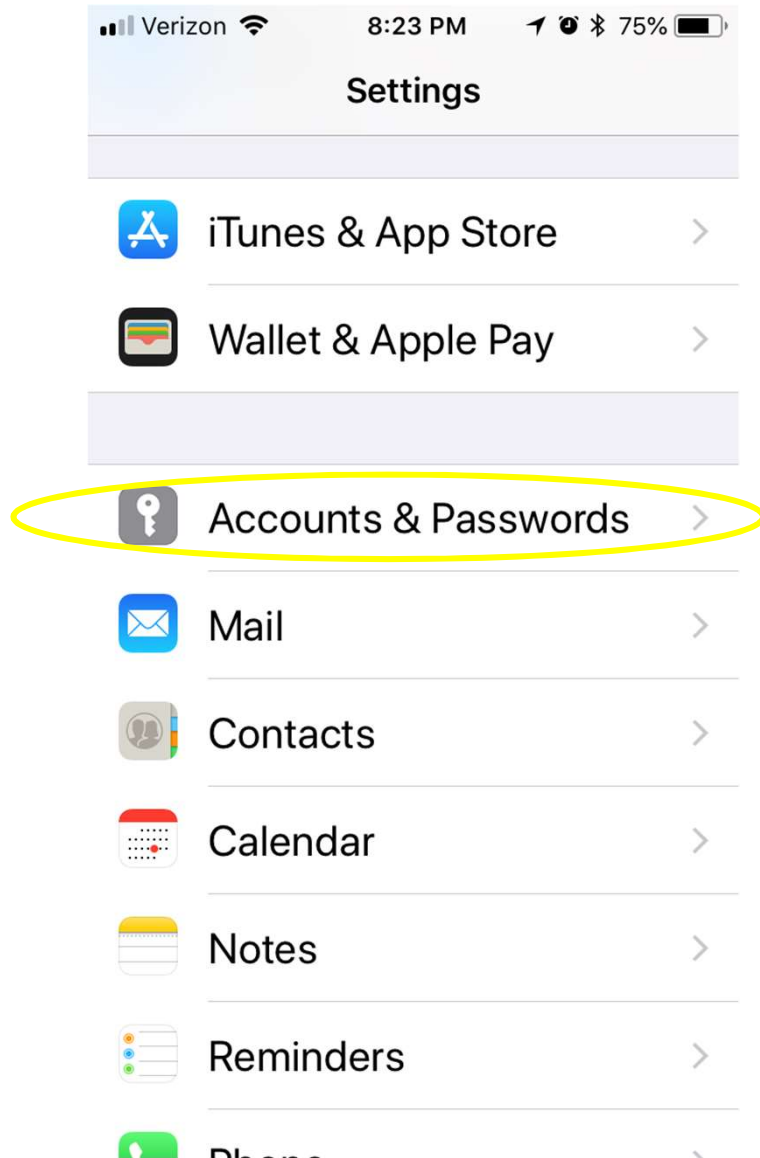 Verizon 8:23 PM 75%
Settings
iTunes & App Store
Wallet & Apple Pay
Accounts & Passwords
Mail
Contacts
Calendar
Notes
Reminders
Phone